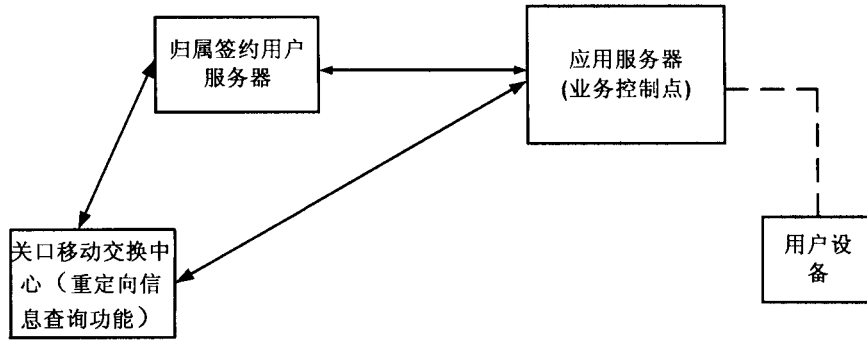 归属签约用户
服务器
应用服务器
(业务控制点)
关口移动交换中
心（重定向信
息查询功能）
用户设
备